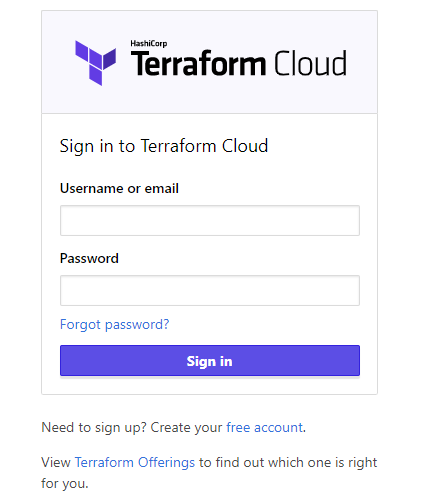 HashiCorp
Terraform Cloud
Sign in to Terraform Cloud
Username or email
Password
Forgot password?
Sign in
Need to sign up? Create your free account.
View Terraform Offerings to find out which one is right
for you.